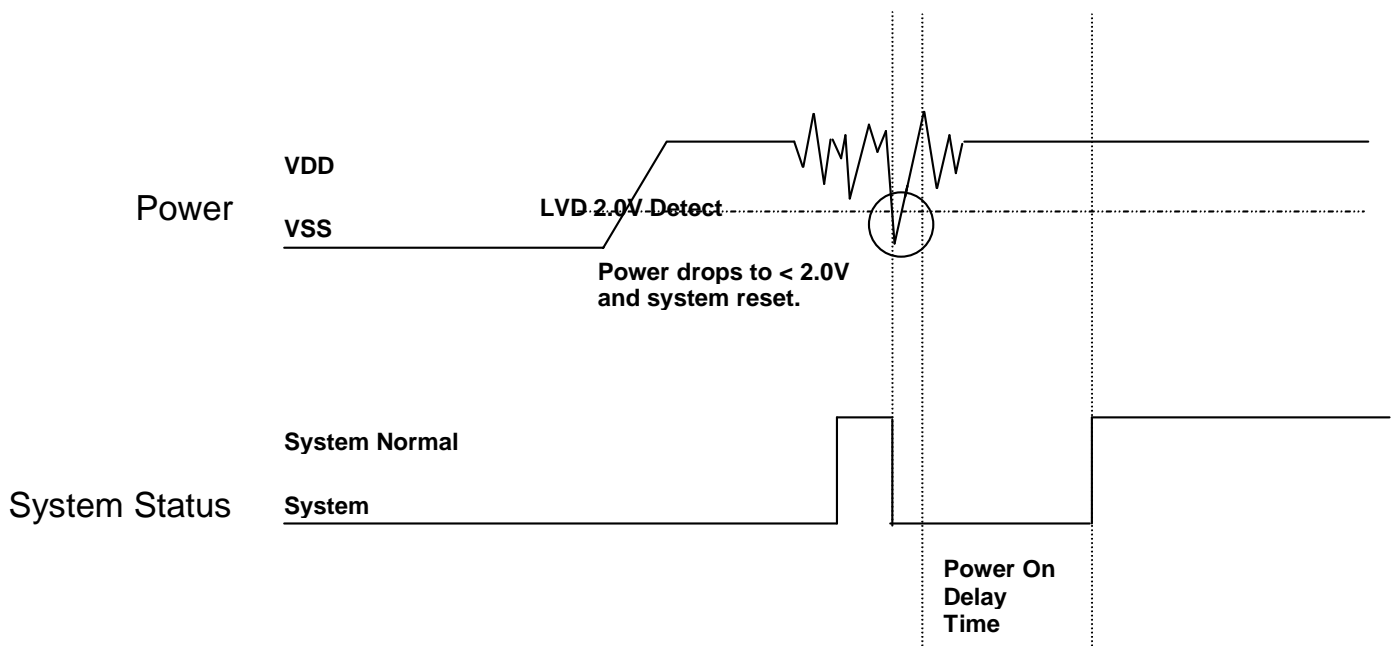 VDD
Power
LVD 2.0V Detect
VSS
Power drops to < 2.0V
and system reset.
System Normal
System Status
System
Power On
Delay
Time